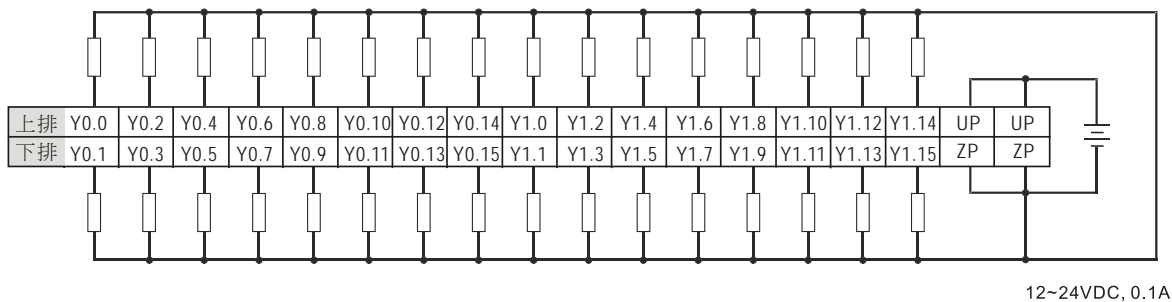 上排 Y0.0 Y0.2 Y0.4 Y0.6 Y0.8 Y0.10 Y0.12 Y0.14 Y1.0 Y1.2 Y1.4 Y1.6 Y1.8 Y1.10 Y1.12 Y1.14 UP UP
下排 Y0.1 Y0.3 Y0.5 Y0.7 Y0.9 Y0.11 Y0.13 Y0.15 Y1.1 Y1.3 Y1.5 Y1.7 Y1.9 Y1.11 Y1.13 Y1.15 ZP ZP
12~24VDC, 0.1A